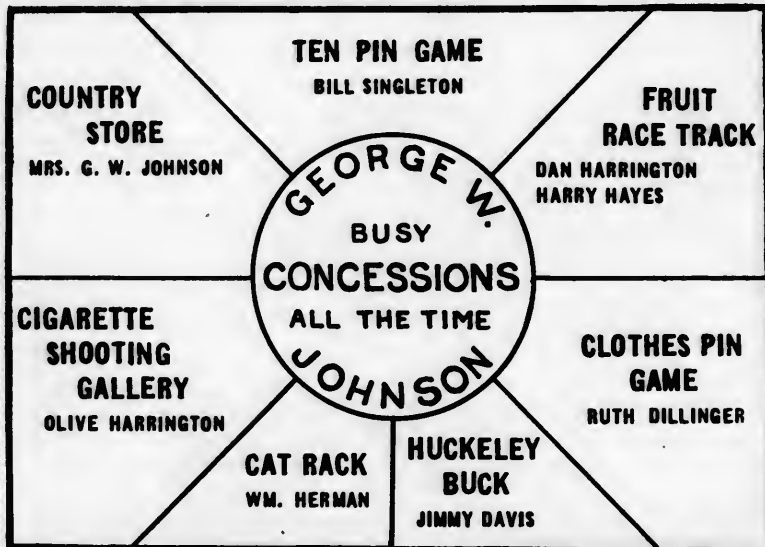 TEN PIN GAME
BILL SINGLETON
COUNTRY
STORE
MRS. G. W. JOHNSON
FRUIT
RACE TRACK
DAN HARRINGTON
HARRY HAYES
GEORGE W.
BUSY
CONCESSIONS
ALL THE TIME
JOHNSON
CIGARETTE
SHOOTING
GALLERY
OLIVE HARRINGTON
CLOTHES PIN
GAME
RUTH DILLINGER
CAT RACK
WM. HERMAN
HUCKELEY
BUCK
JIMMY DAVIS